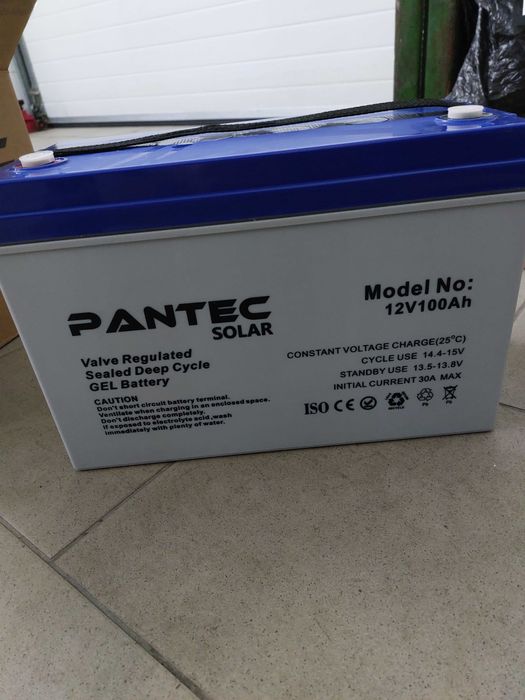 PANTEC
SOLAR
Valve Regulated
Sealed Deep Cycle
GEL Battery
CAUTION
Don't short circuit battery terminal.
Ventilate when charging in an enclosed space.
Don't discharge completely.
If exposed to electrolyte acid,wash
immediately with plenty of water.
Model No:
12V100Ah
CONSTANT VOLTAGE CHARGE(25°C)
CYCLE USE 14.4-15V
STANDBY USE 13.5-13.8V
INITIAL CURRENT 30A MAX
ISO CE
RECYCLE
Pb
Pb